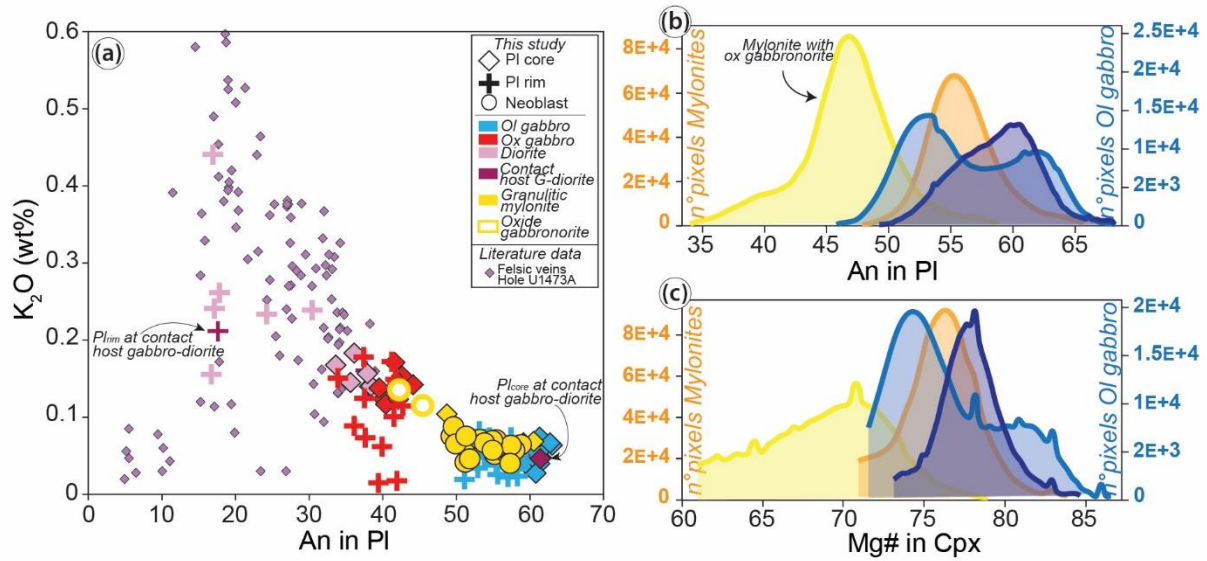 (a)
0.6
0.5
0.4
0.3
0.2
0.1
0
K2O (wt%)
0
10
20
30
40
50
60
70
An in Pl
This study
Pl core
Pl rim
Neoblast
Ol gabbro
Ox gabbro
Diorite
Contact
host G-diorite
Granulitic
mylonite
Oxide
gabbronorite
Literature data
Felsic veins
Hole U1473A
Plrim at contact
host gabbro-diorite
Plcore at contact
host gabbro-diorite
(b)
8E+4
6E+4
4E+4
2E+4
0
n°pixels Mylonites
Mylonite with
ox gabbronorite
2.5E+4
2E+4
1.5E+4
1E+4
2E+3
0
n°pixels Ol gabbro
35
40
45
50
55
60
65
An in Pl
(c)
8E+4
6E+4
4E+4
2E+4
0
n°pixels Mylonites
2E+4
1.5E+4
1E+4
2E+3
0
n°pixels Ol gabbro
60
65
70
75
80
85
Mg# in Cpx